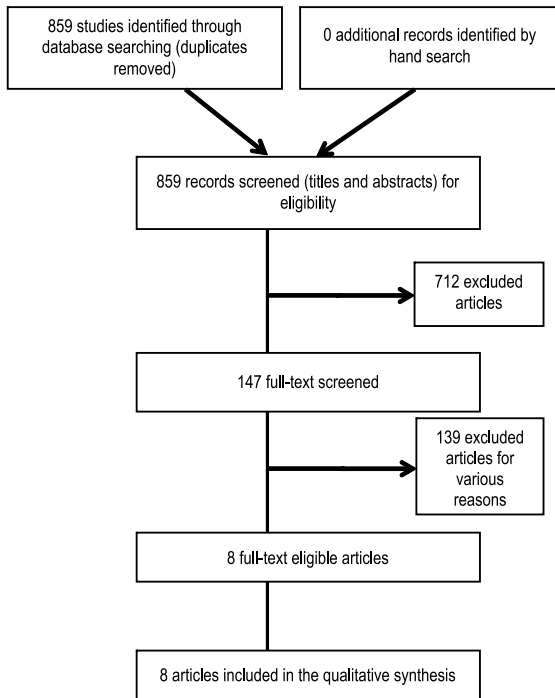 859 studies identified through
database searching (duplicates
removed)
0 additional records identified by
hand search
859 records screened (titles and abstracts) for
eligibility
712 excluded
articles
147 full-text screened
139 excluded
articles for
various
reasons
8 full-text eligible articles
8 articles included in the qualitative synthesis